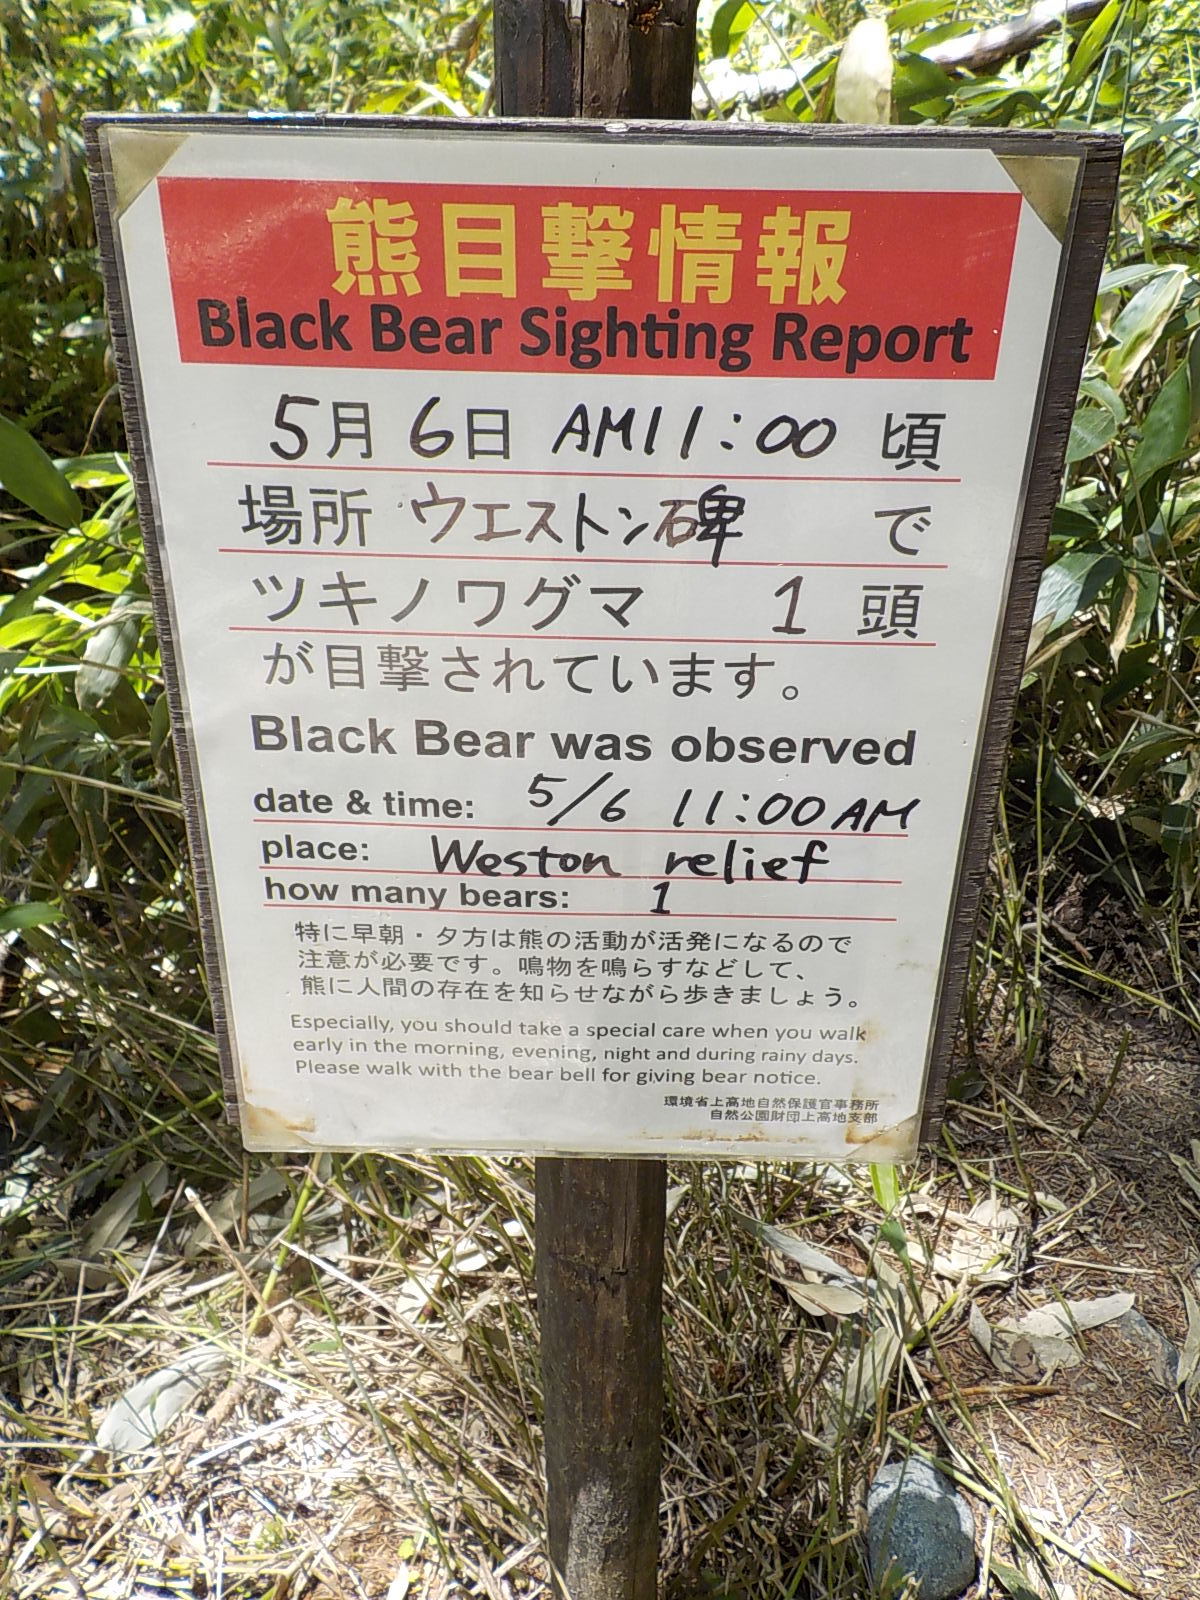 熊目撃情報
Black Bear Sighting Report
5月 6日 AM11:00 頃
場所 ウエストン碑 で
ツキノワグマ 1 頭
が目撃されています。
Black Bear was observed
date & time: 5/6 11:00 AM
place: Weston relief
how many bears: 1
特に早朝・夕方は熊の活動が活発になるので
注意が必要です。鳴物を鳴らすなどして、
熊に人間の存在を知らせながら歩きましょう。
Especially, you should take a special care when you walk
early in the morning, evening, night and during rainy days.
Please walk with the bear bell for giving bear notice.
環境省上高地自然保護官事務所
自然公園財団上高地支部